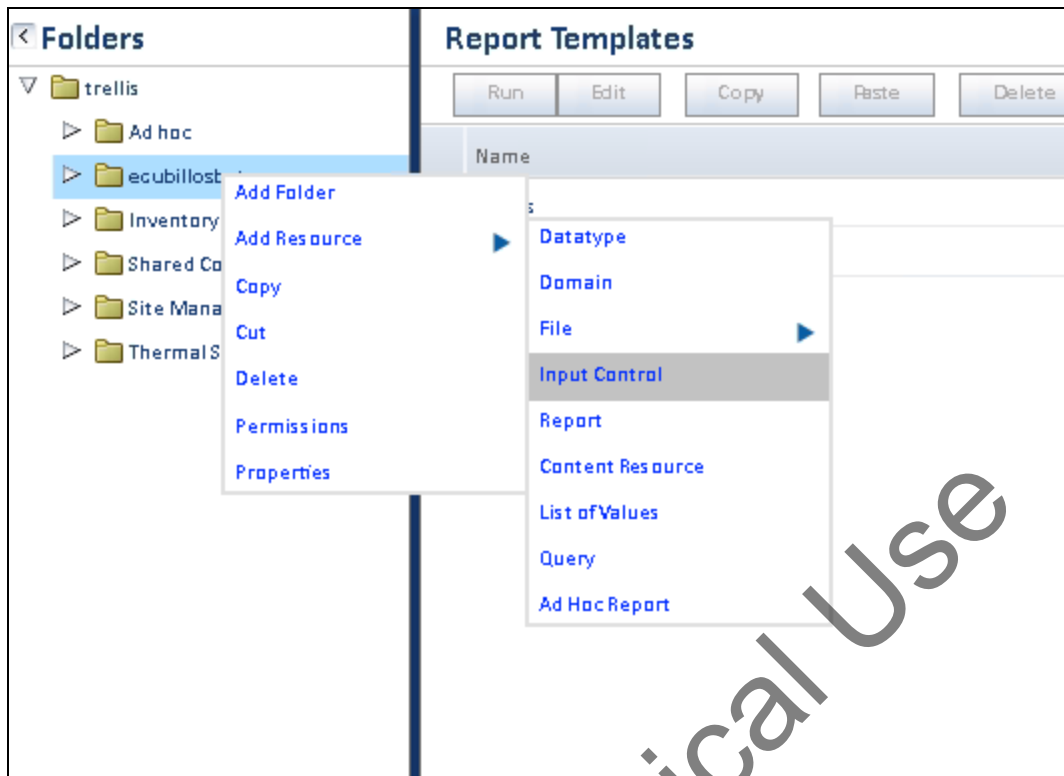 Folders
trellis
Ad hoc
Inventory
Shared Co
Site Mana
Thermal S
Add Folder
Add Resource
Copy
Cut
Delete
Permissions
Properties
Report Templates
Run Edit Copy Paste Delete
Name
s
Datatype
Domain
File
Input Control
Report
Content Resource
List of Values
Query
Ad Hoc Report
ical Use